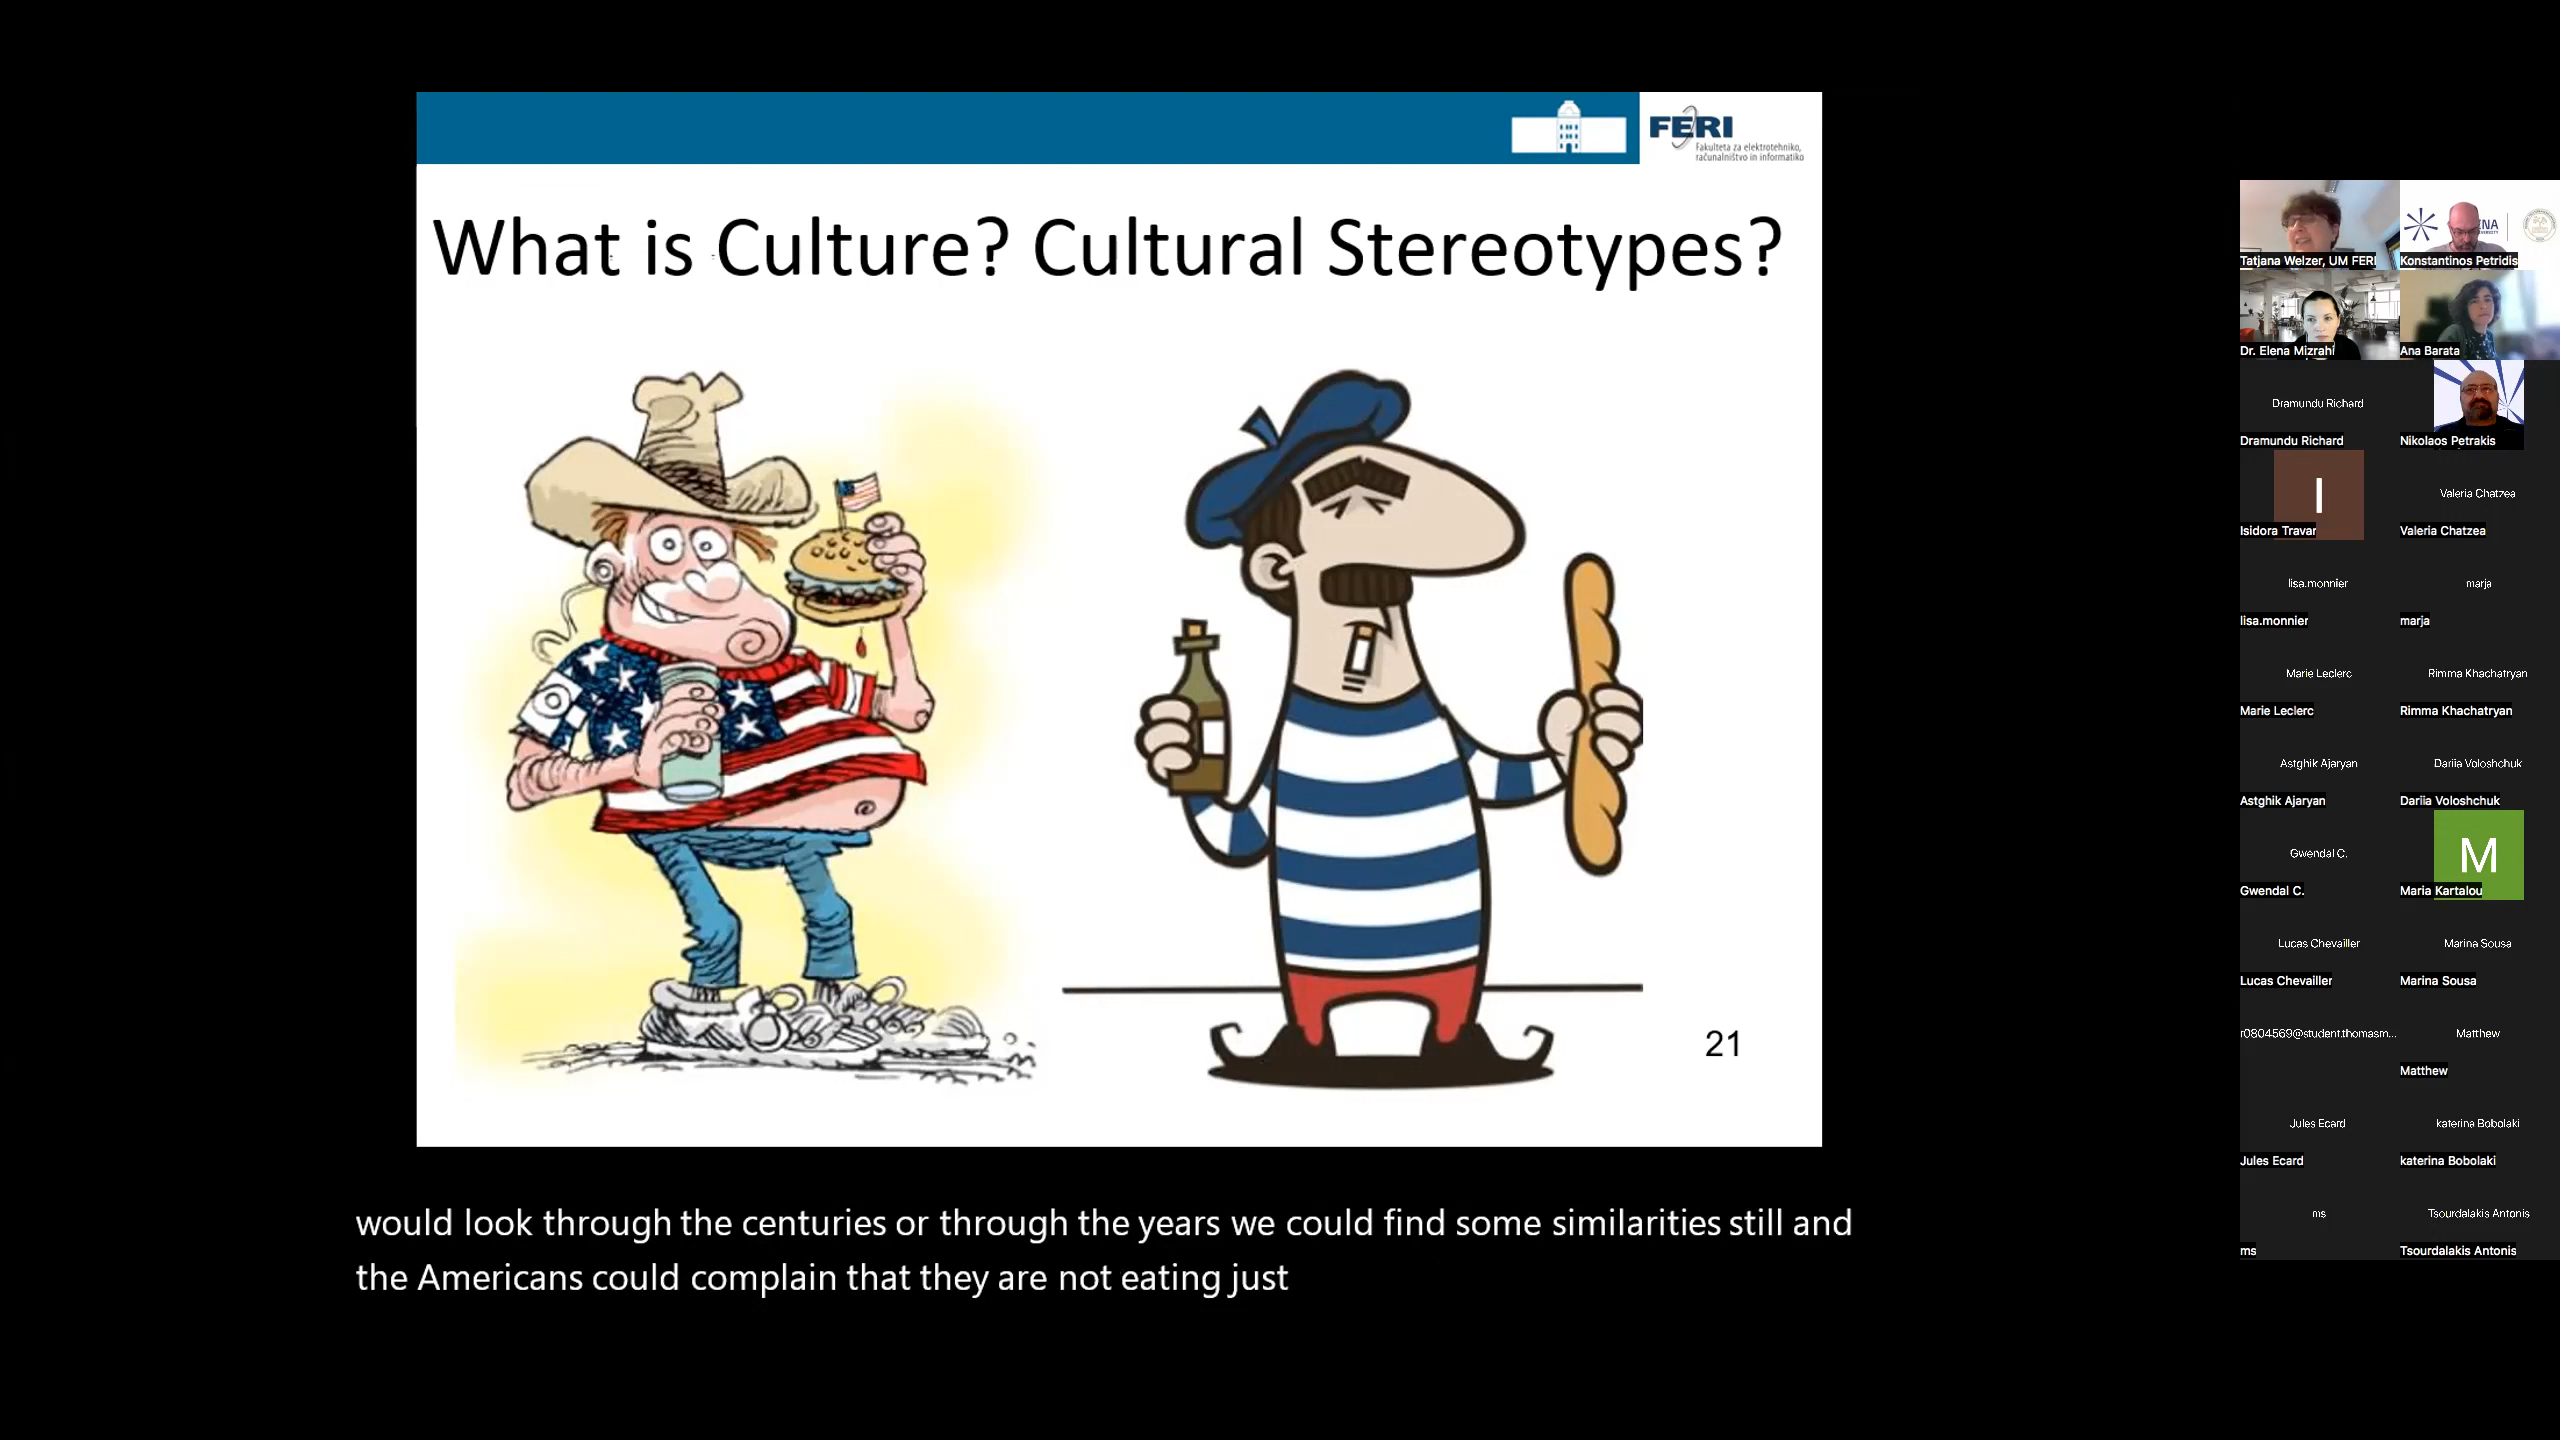 FERI
Fakulteta za elektrotehniko,
računalništvo in informatiko
What is Culture? Cultural Stereotypes?
21
would look through the centuries or through the years we could find some similarities still and
the Americans could complain that they are not eating just
Tatjana Welzer, UM FERI
Konstantinos Petridis
Dr. Elena Mizrahi
Ana Barata
Dramundu Richard
Dramundu Richard
Nikolaos Petrakis
I
Isidora Travar
Valeria Chatzea
Valeria Chatzea
lisa.monnier
lisa.monnier
marja
marja
Marie Leclerc
Marie Leclerc
Rimma Khachatryan
Rimma Khachatryan
Astghik Ajaryan
Astghik Ajaryan
Dariia Voloshchuk
Dariia Voloshchuk
Gwendal C.
Gwendal C.
M
Maria Kartalou
Lucas Chevailler
Lucas Chevailler
Marina Sousa
Marina Sousa
r0804569@student.thomasm...
Matthew
Matthew
Jules Ecard
Jules Ecard
katerina Bobolaki
katerina Bobolaki
ms
ms
Tsourdalakis Antonis
Tsourdalakis Antonis